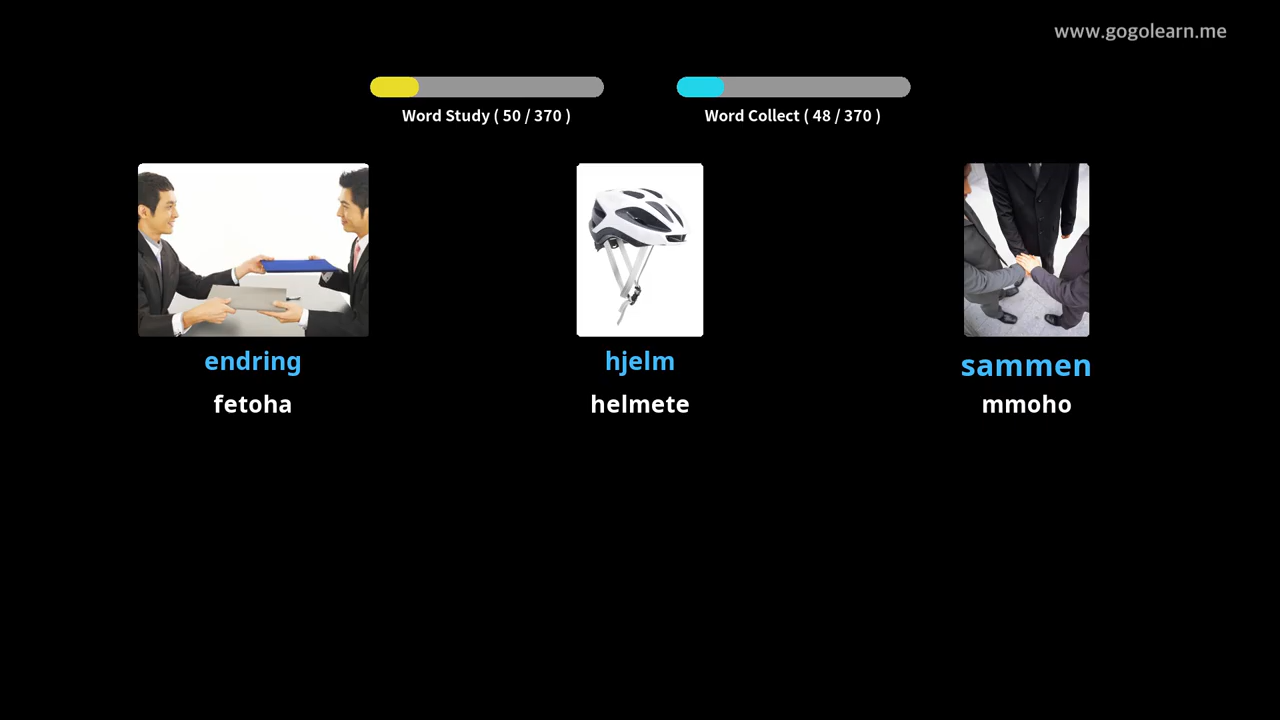 www.gogolearn.me
Word Study ( 50 / 370 )
Word Collect ( 48 / 370 )
endring
hjelm
sammen
fetoha
helmete
mmoho